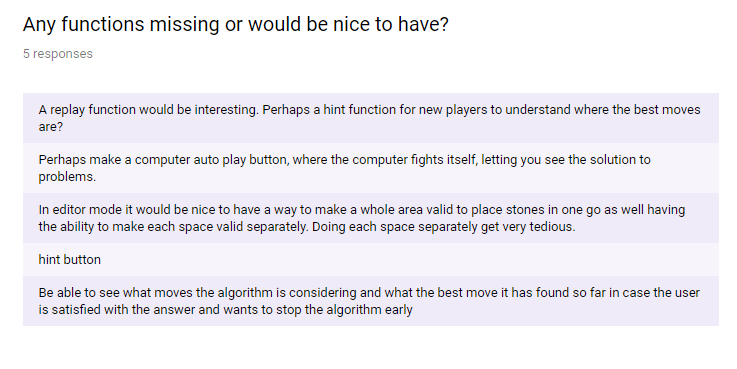 Any functions missing or would be nice to have?
5 responses
A replay function would be interesting. Perhaps a hint function for new players to understand where the best moves
are?
Perhaps make a computer auto play button, where the computer fights itself, letting you see the solution to
problems.
In editor mode it would be nice to have a way to make a whole area valid to place stones in one go as well having
the ability to make each space valid separately. Doing each space separately get very tedious.
hint button
Be able to see what moves the algorithm is considering and what the best move it has found so far in case the user
is satisfied with the answer and wants to stop the algorithm early